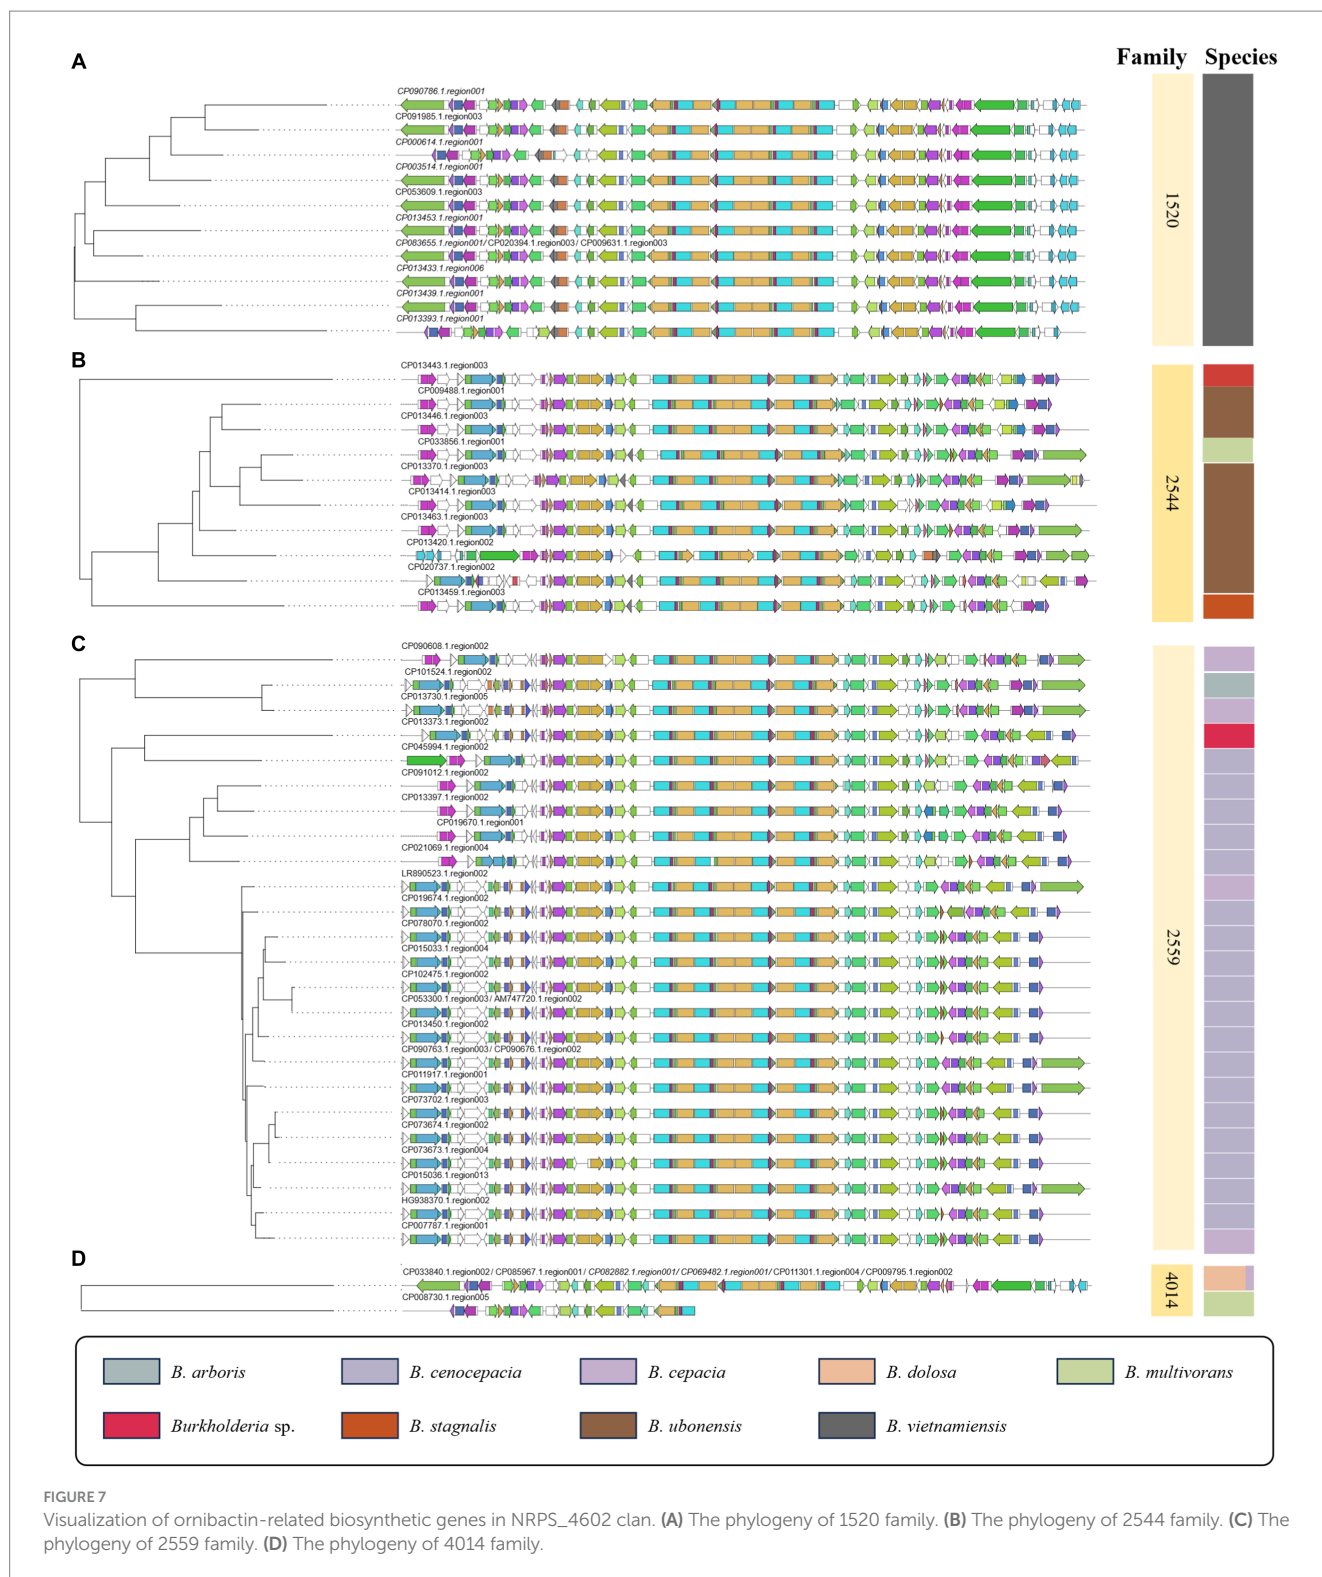 Family Species
A
CP090786.1.region001
CP091985.1.region003
CP000614.1.region001
CP003514.1.region001
CP053609.1.region003
CP013453.1.region001
CP083655.1.region001/ CP020394.1.region003/ CP009631.1.region003
CP013433.1.region006
CP013439.1.region001
CP013393.1.region001
1520
B
CP013443.1.region003
CP009488.1.region001
CP013446.1.region003
CP033856.1.region001
CP013370.1.region003
CP013414.1.region003
CP013463.1.region003
CP013420.1.region002
CP020737.1.region002
CP013459.1.region003
2544
C
CP090608.1.region002
CP101524.1.region002
CP013730.1.region005
CP013373.1.region002
CP045994.1.region002
CP091012.1.region002
CP013397.1.region002
CP019670.1.region001
CP021069.1.region004
LR890523.1.region002
CP019674.1.region002
CP078070.1.region002
CP015033.1.region004
CP102475.1.region002
CP053300.1.region003/ AM747720.1.region002
CP013450.1.region002
CP090763.1.region003/ CP090676.1.region002
CP011917.1.region001
CP073702.1.region003
CP073674.1.region002
CP073673.1.region004
CP015036.1.region013
HG938370.1.region002
CP007787.1.region001
2559
D
CP033840.1.region002/ CP085967.1.region001/ CP082882.1.region001/ CP069482.1.region001/ CP011301.1.region004 / CP009795.1.region002
CP008730.1.region005
4014
B. arboris B. cenocepacia B. cepacia B. dolosa B. multivorans
Burkholderia sp. B. stagnalis B. ubonensis B. vietnamiensis
FIGURE 7
Visualization of ornibactin-related biosynthetic genes in NRPS_4602 clan. (A) The phylogeny of 1520 family. (B) The phylogeny of 2544 family. (C) The
phylogeny of 2559 family. (D) The phylogeny of 4014 family.